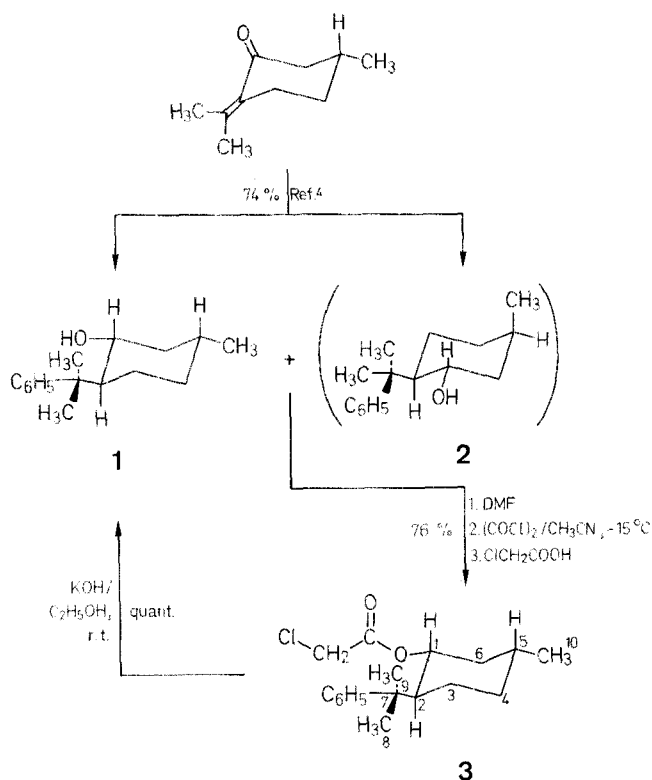 O
H
CH₃
H₃C
CH₃
74 % Ref.⁴
H
H
HO
CH₃
H₃C
C₆H₅
H₃C
H
1
+
CH₃
H
H₃C
H
H₃C
C₆H₅
H
OH
2
1. DMF
76 % 2. (COCl)₂/CH₃CN, -15°C
3. ClCH₂COOH
KOH/
C₂H₅OH, quant.
r.t.
O
Cl
CH₂
O
H
1
6
H
5
CH₃
10
H₃C
9
C₆H₅
7
2
3
4
H₃C
8
H
3